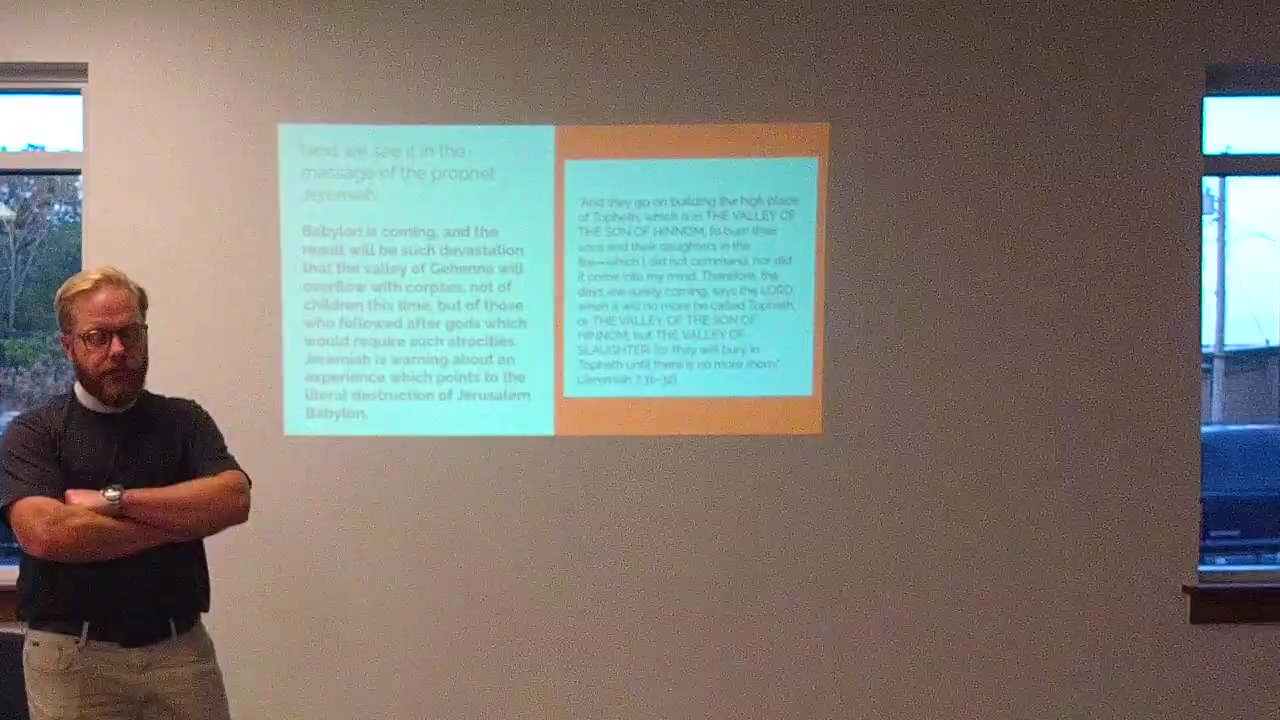 Next we see it in the
message of the prophet
Jeremiah.
Babylon is coming, and the
result will be such devastation
that the valley of Gehenna will
overflow with corpses, not of
children this time, but of those
who followed after gods which
would require such atrocities.
Jeremiah is warning about an
experience which points to the
literal destruction of Jerusalem
Babylon.
"And they go on building the high place
of Topheth, which is in THE VALLEY OF
THE SON OF HINNOM, to burn their
sons and their daughters in the
fire—which I did not command, nor did
it come into my mind. Therefore, the
days are surely coming, says the LORD,
when it will no more be called Topheth,
or THE VALLEY OF THE SON OF
HINNOM, but THE VALLEY OF
SLAUGHTER: for they will bury in
Topheth until there is no more room."
(Jeremiah 7:31–32)